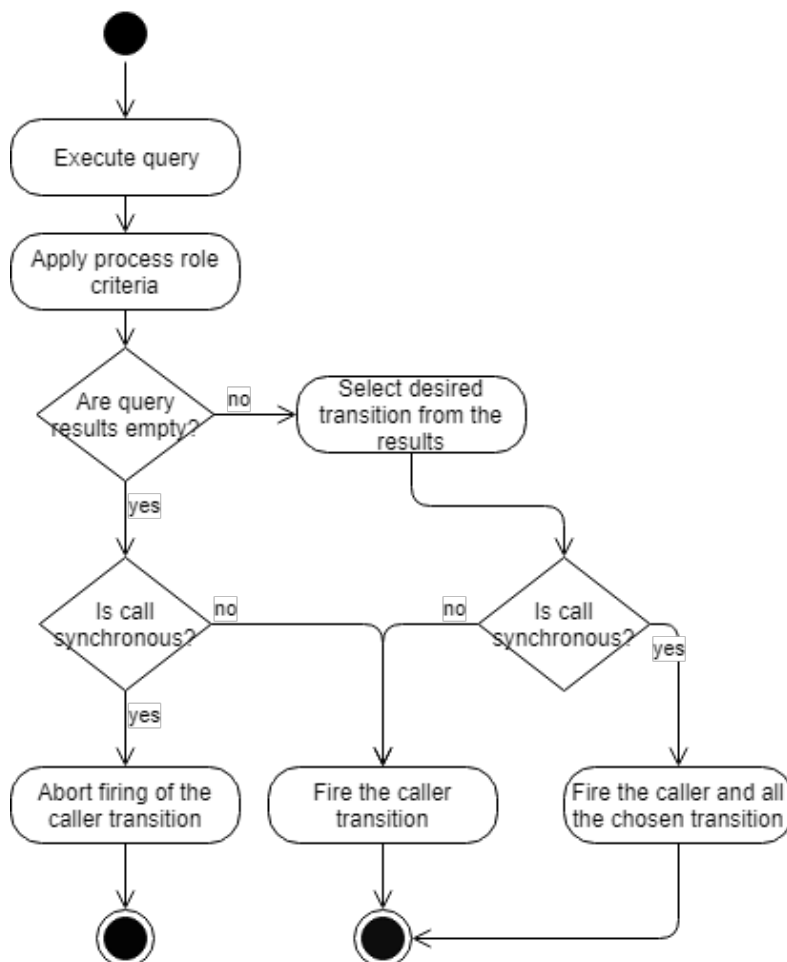 Execute query
Apply process role
criteria
Are query
results empty?
no
Select desired
transition from the
results
yes
Is call
synchronous?
no
no
Is call
synchronous?
yes
yes
Abort firing of the
caller transition
Fire the caller
transition
Fire the caller and all
the chosen transition